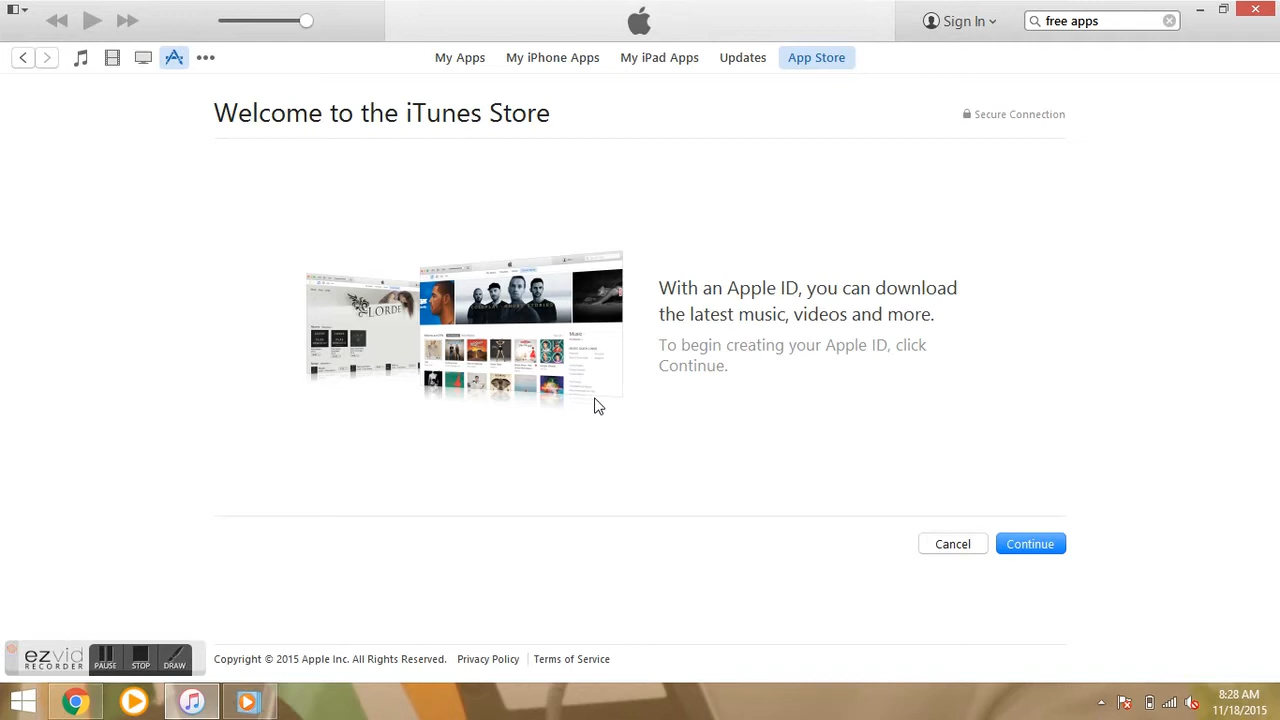 Sign In
free apps
My Apps
My iPhone Apps
My iPad Apps
Updates
App Store
Welcome to the iTunes Store
Secure Connection
LORDE
With an Apple ID, you can download
the latest music, videos and more.
To begin creating your Apple ID, click
Continue.
Cancel
Continue
ezvid
RECORDER
PAUSE
STOP
DRAW
Copyright © 2015 Apple Inc. All Rights Reserved.
Privacy Policy
Terms of Service
8:28 AM
11/18/2015